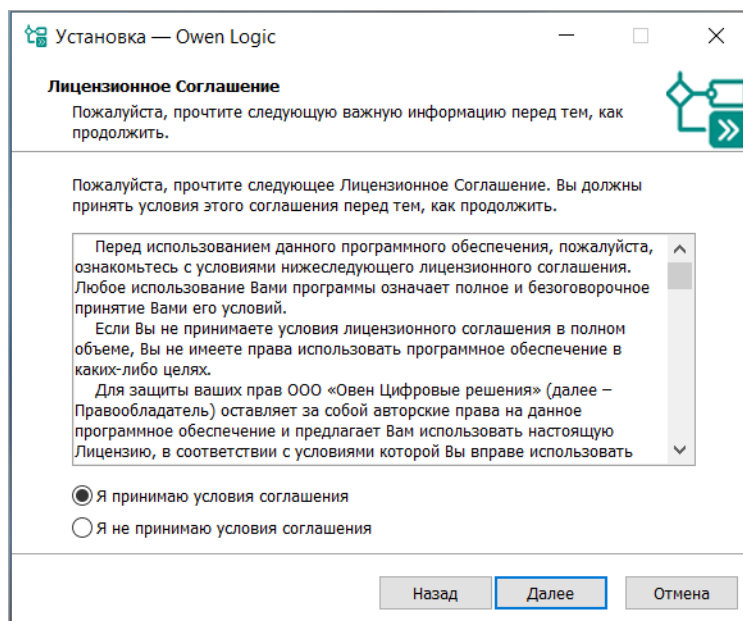 Установка — Owen Logic
Лицензионное Соглашение
Пожалуйста, прочтите следующую важную информацию перед тем, как
продолжить.
Пожалуйста, прочтите следующее Лицензионное Соглашение. Вы должны
принять условия этого соглашения перед тем, как продолжить.
Перед использованием данного программного обеспечения, пожалуйста,
ознакомьтесь с условиями нижеследующего лицензионного соглашения.
Любое использование Вами программы означает полное и безоговорочное
принятие Вами его условий.
Если Вы не принимаете условия лицензионного соглашения в полном
объеме, Вы не имеете права использовать программное обеспечение в
каких-либо целях.
Для защиты ваших прав ООО «Овен Цифровые решения» (далее –
Правообладатель) оставляет за собой авторские права на данное
программное обеспечение и предлагает Вам использовать настоящую
Лицензию, в соответствии с условиями которой Вы вправе использовать
Я принимаю условия соглашения
Я не принимаю условия соглашения
Назад Далее Отмена